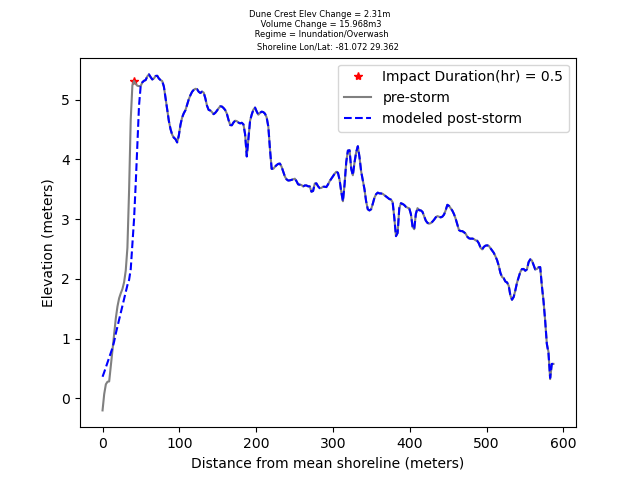 Dune Crest Elev Change = 2.31m
Volume Change = 15.968m3
Regime = Inundation/Overwash
Shoreline Lon/Lat: -81.072 29.362
Impact Duration(hr) = 0.5
pre-storm
modeled post-storm
Elevation (meters)
5
4
3
2
1
0
0 100 200 300 400 500 600
Distance from mean shoreline (meters)